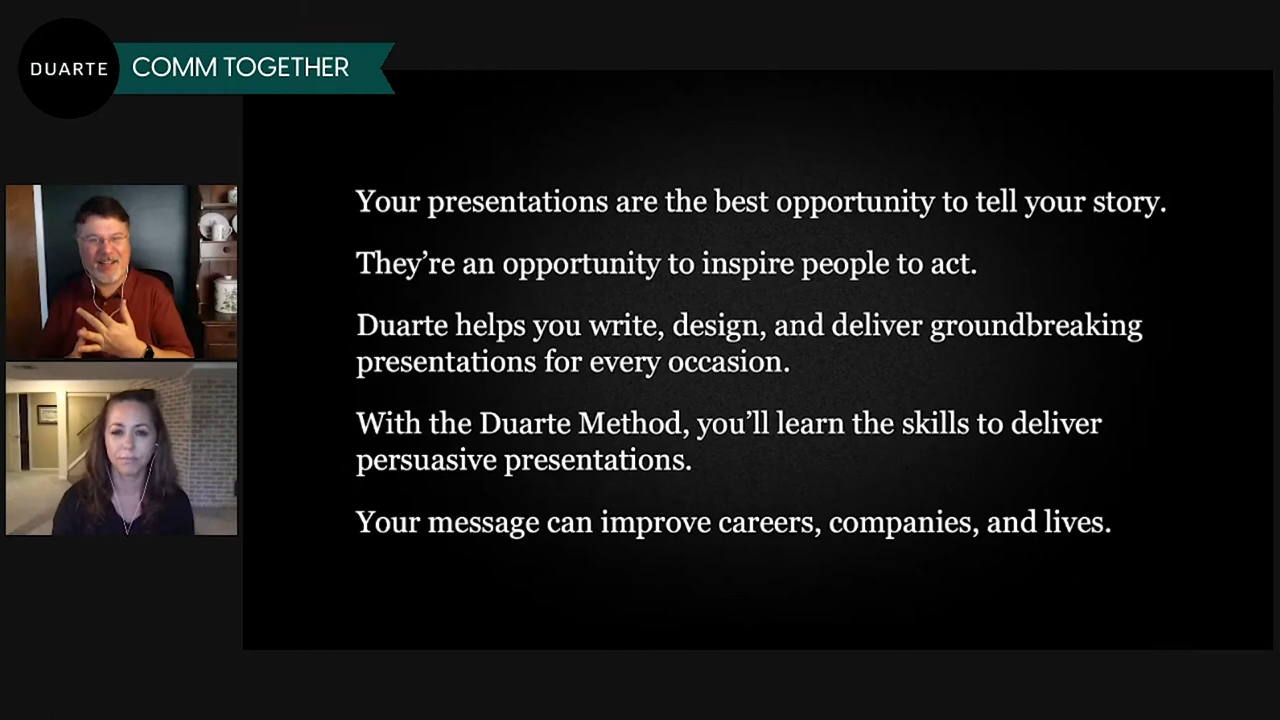 DUARTE
COMM TOGETHER
Your presentations are the best opportunity to tell your story.
They’re an opportunity to inspire people to act.
Duarte helps you write, design, and deliver groundbreaking
presentations for every occasion.
With the Duarte Method, you’ll learn the skills to deliver
persuasive presentations.
Your message can improve careers, companies, and lives.